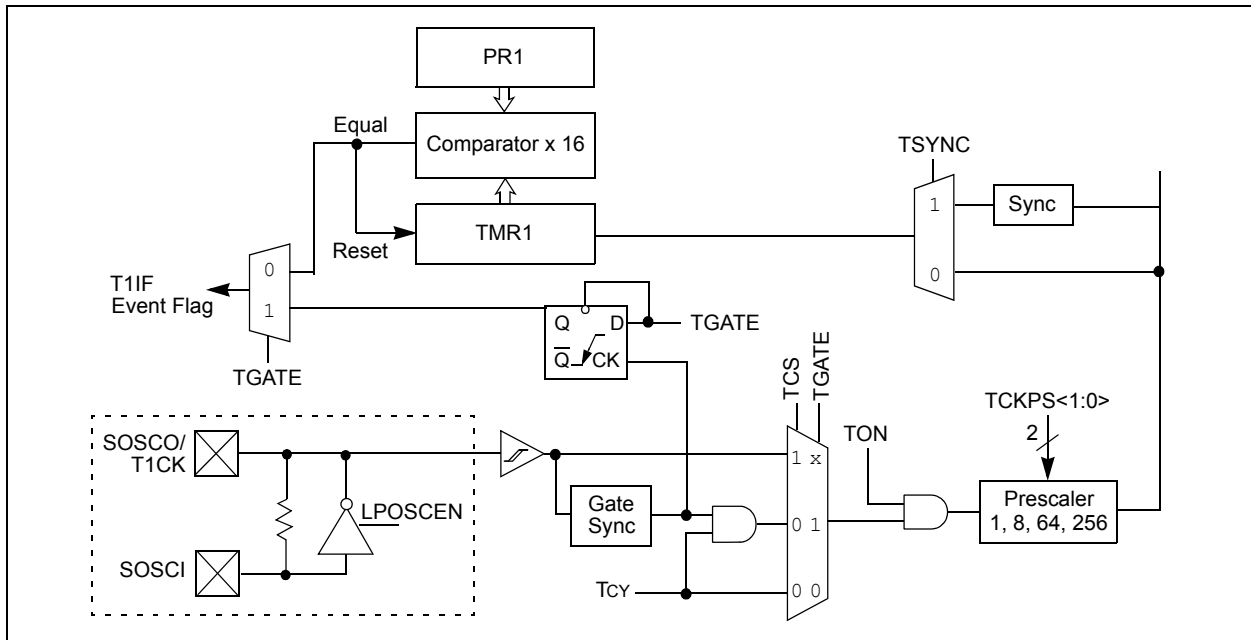 PR1
Equal
Comparator x 16
TSYNC
1
Sync
Reset
TMR1
0
0
T1IF
Event Flag
1
Q
D
TGATE
Q
CK
TGATE
TCS
TGATE
TCKPS<1:0>
2
SOSCO/
T1CK
TON
1 x
LPOSCEN
Gate
Sync
Prescaler
1, 8, 64, 256
0 1
SOSCI
TCY
0 0